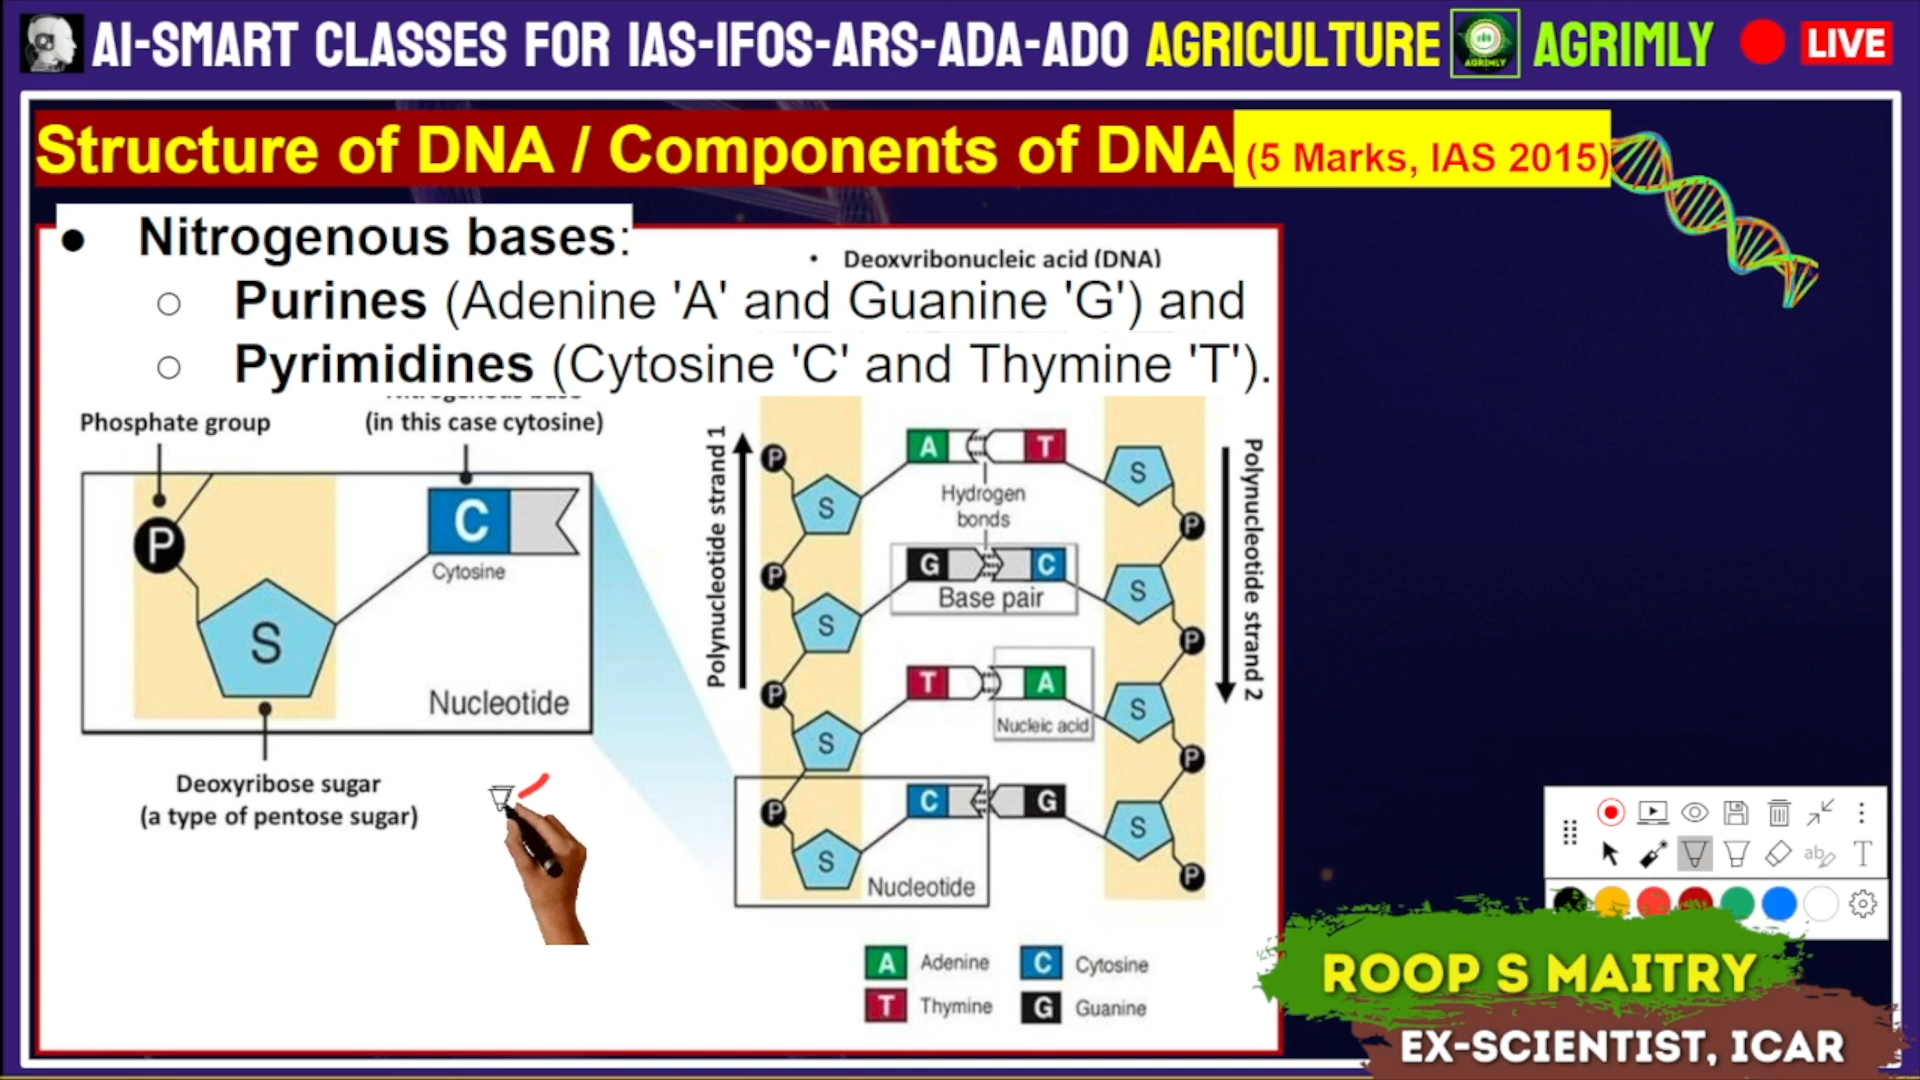 AI-SMART CLASSES FOR IAS-IFOS-ARS-ADA-ADO AGRICULTURE AGRIMLY AGRIMLY LIVE
Structure of DNA / Components of DNA (5 Marks, IAS 2015)
● Nitrogenous bases:
• Deoxyribonucleic acid (DNA)
○ Purines (Adenine 'A' and Guanine 'G') and
○ Pyrimidines (Cytosine 'C' and Thymine 'T').
Phosphate group
(in this case cytosine)
P
C
Cytosine
S
Nucleotide
Deoxyribose sugar
(a type of pentose sugar)
Polynucleotide strand 1
Polynucleotide strand 2
P
A T
S
S
Hydrogen
bonds
P
P
G C
Base pair
S
S
P
P
T A
Nucleic acid
S
S
P
P
C G
S
S
Nucleotide
P
A Adenine C Cytosine
T Thymine G Guanine
ab T
ROOP S MAITRY
EX-SCIENTIST, ICAR